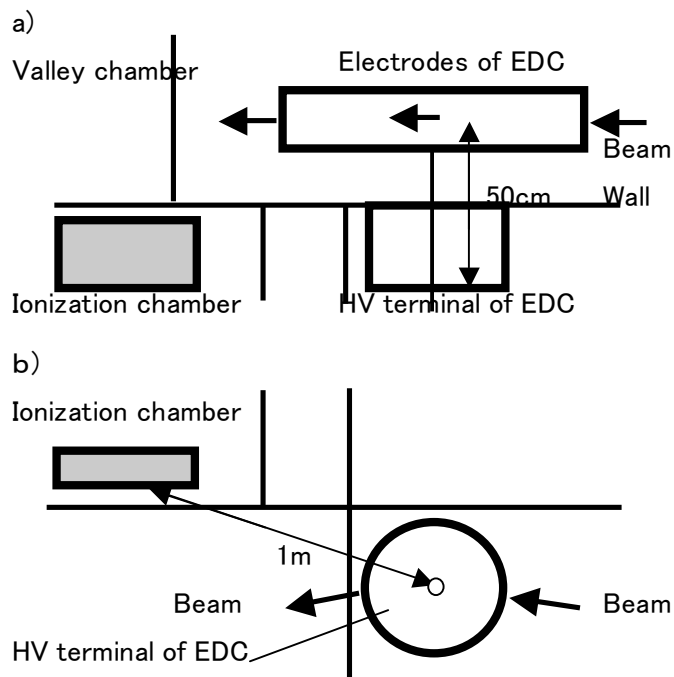 a)
Valley chamber
Electrodes of EDC
Beam
50cm
Wall
Ionization chamber
HV terminal of EDC
b)
Ionization chamber
1m
Beam
Beam
HV terminal of EDC